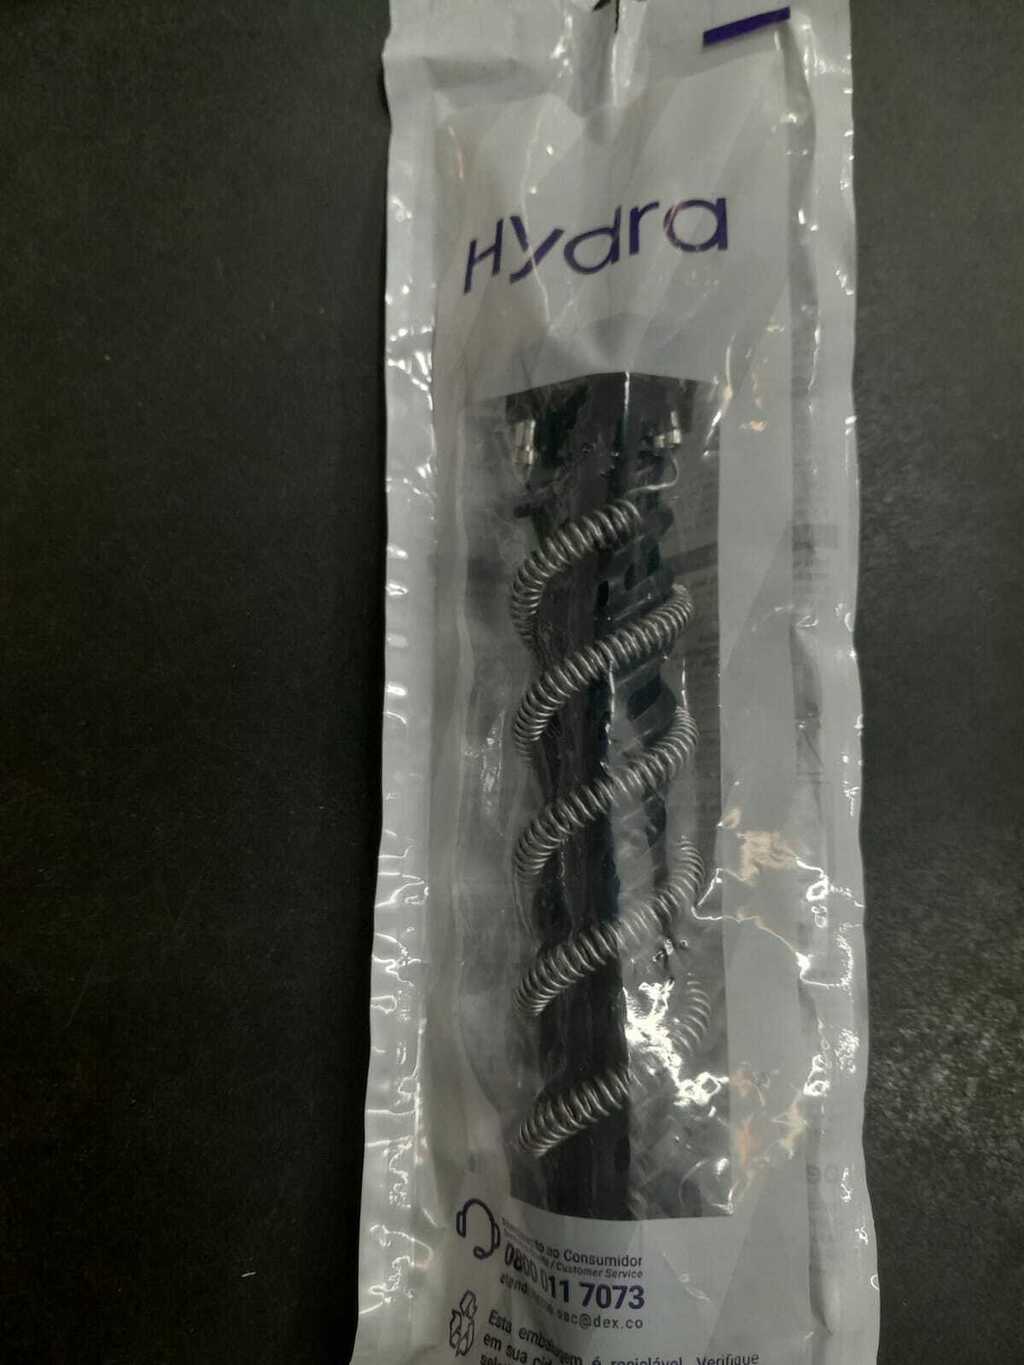 Hydra
ao Consumidor
/ Customer Service
0800 011 7073
sac@dex.co
Esta embalagem é reciclável. Verifique
em sua